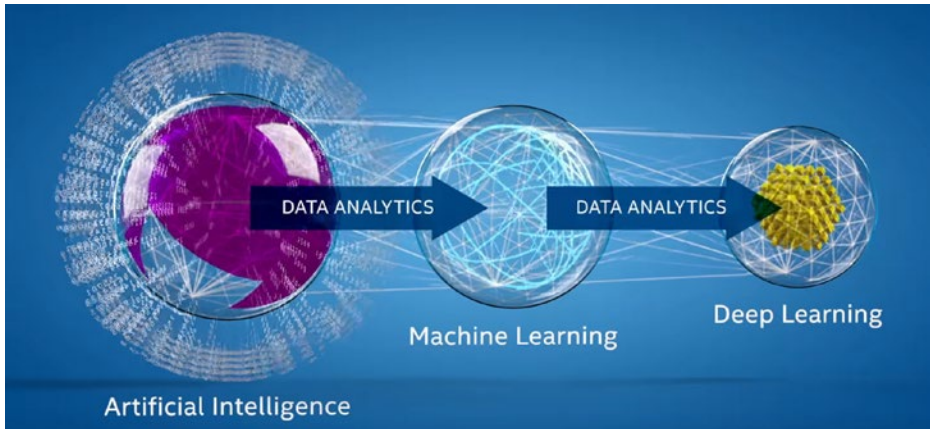 DATA ANALYTICS
DATA ANALYTICS
Machine Learning
Deep Learning
Artificial Intelligence